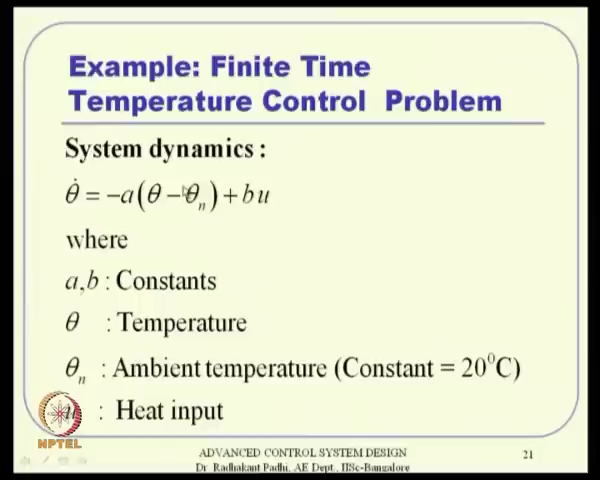 Example: Finite Time
Temperature Control Problem
System dynamics :
θ̇ = −a(θ − θₙ) + bu
where
a,b : Constants
θ : Temperature
θₙ : Ambient temperature (Constant = 20⁰C)
: Heat input
NPTEL
ADVANCED CONTROL SYSTEM DESIGN
Dr. Radhakant Padhi, AE Dept., IISc-Bangalore
21